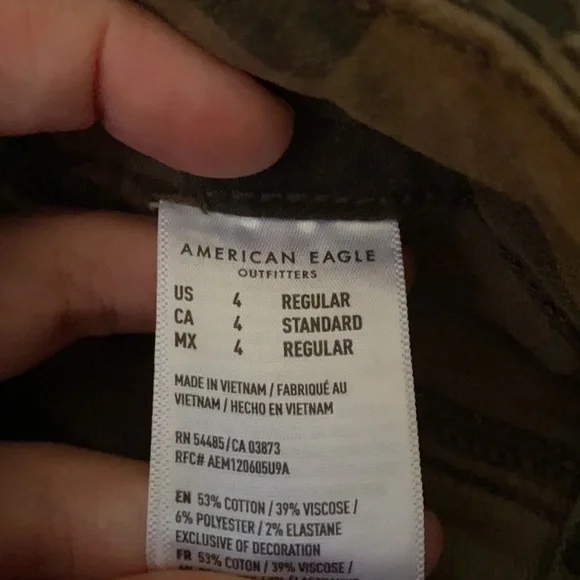 AMERICAN EAGLE
OUTFITTERS
US 4 REGULAR
CA 4 STANDARD
MX 4 REGULAR
MADE IN VIETNAM / FABRIQUÉ AU
VIETNAM / HECHO EN VIETNAM
RN 54485/CA 03873
RFC# AEM120605U9A
EN 53% COTTON / 39% VISCOSE /
6% POLYESTER / 2% ELASTANE
EXCLUSIVE OF DECORATION
FR 53% COTON / 39% VISCOSE /